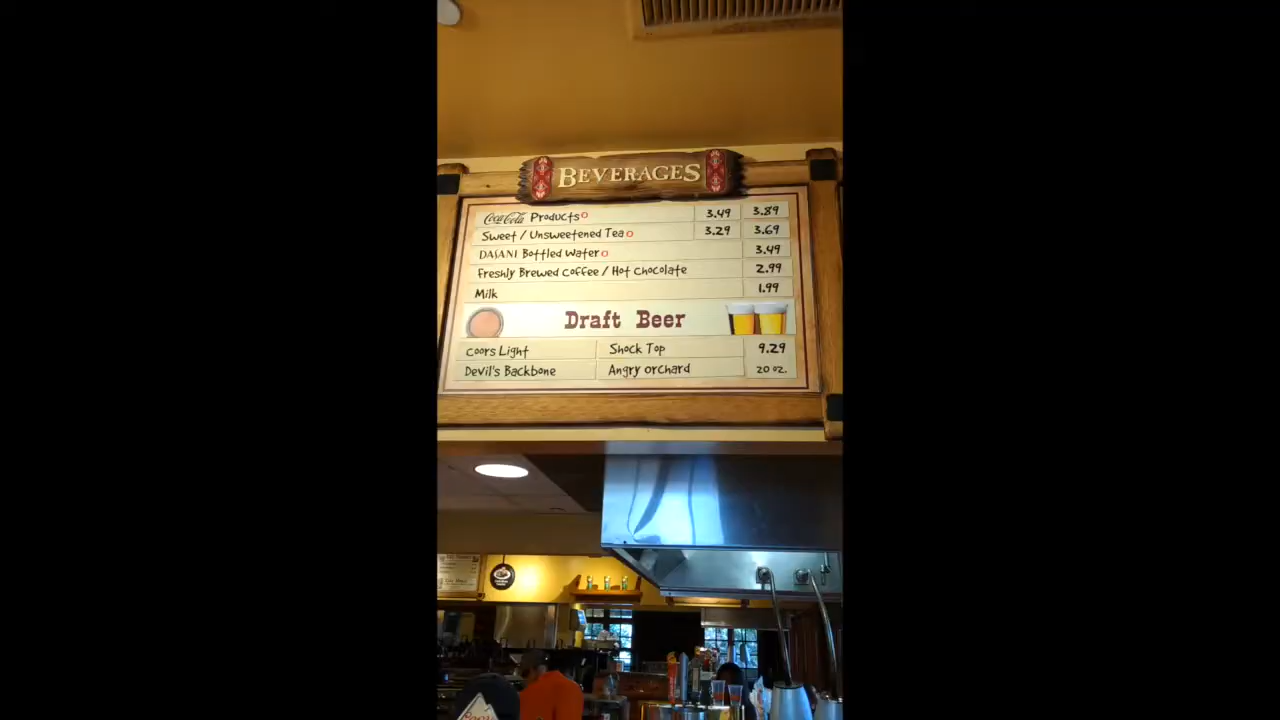 BEVERAGES
Coca-Cola Products 3.49 3.89
Sweet / Unsweetened Tea 3.29 3.69
DASANI Bottled Water 3.49
Freshly Brewed Coffee / Hot Chocolate 2.99
Milk 1.99
Draft Beer
Coors Light Shock Top 9.29
Devil's Backbone Angry Orchard 20 oz.